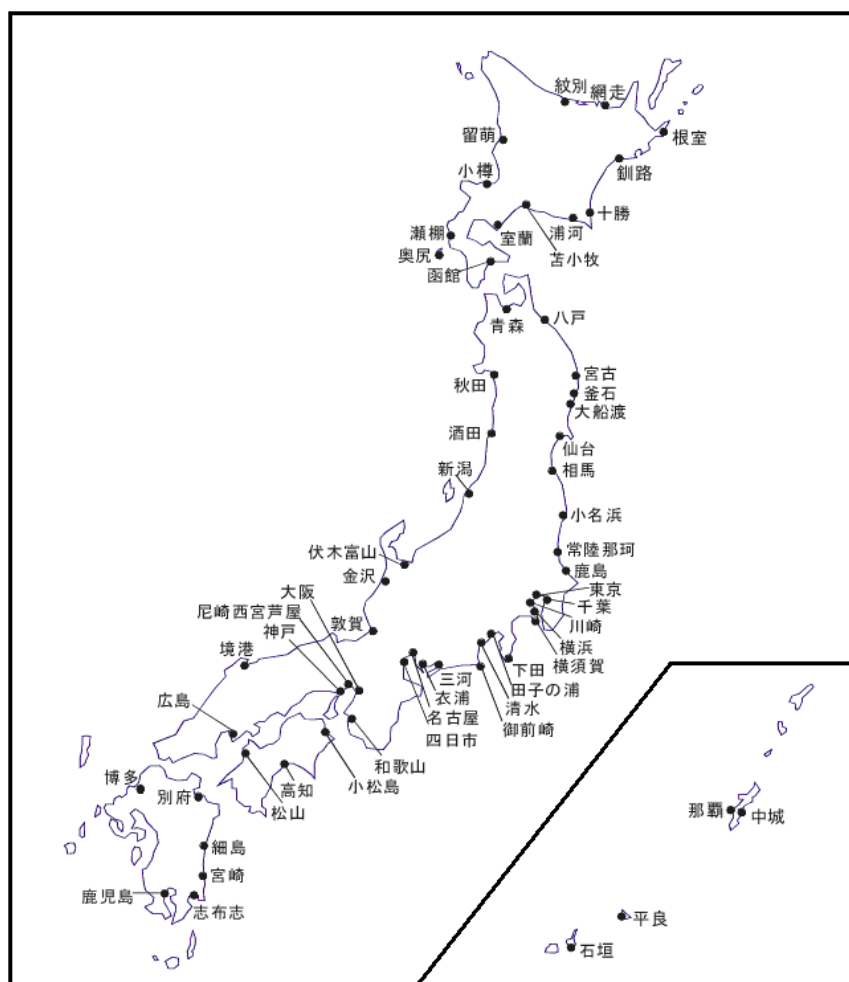 紋別
網走
留萌
根室
釧路
小樽
十勝
瀬棚
室蘭
浦河
奥尻
苫小牧
函館
青森
八戸
秋田
宮古
釜石
大船渡
酒田
仙台
相馬
新潟
小名浜
伏木富山
常陸那珂
金沢
鹿島
大阪
東京
尼崎西宮芦屋
千葉
神戸
敦賀
川崎
横浜
境港
横須賀
三河
下田
衣浦
田子の浦
広島
名古屋
清水
四日市
御前崎
和歌山
博多
高知
小松島
別府
松山
那覇
中城
細島
宮崎
鹿児島
志布志
平良
石垣